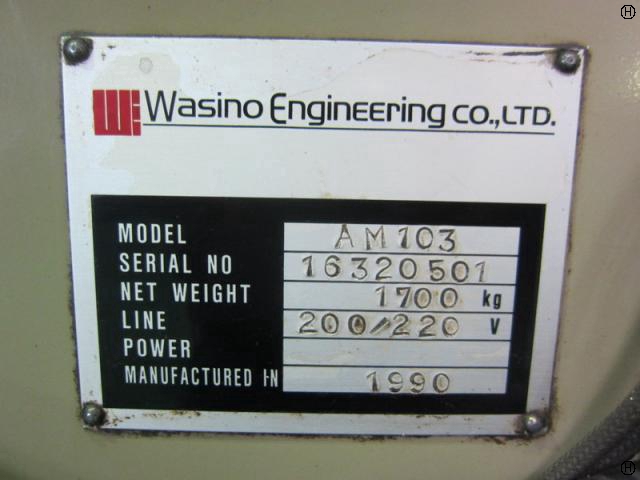 Wasino Engineering CO.,LTD.
MODEL AM103
SERIAL NO 16320501
NET WEIGHT 1700 kg
LINE 200/220 V
POWER
MANUFACTURED IN 1990
H
H